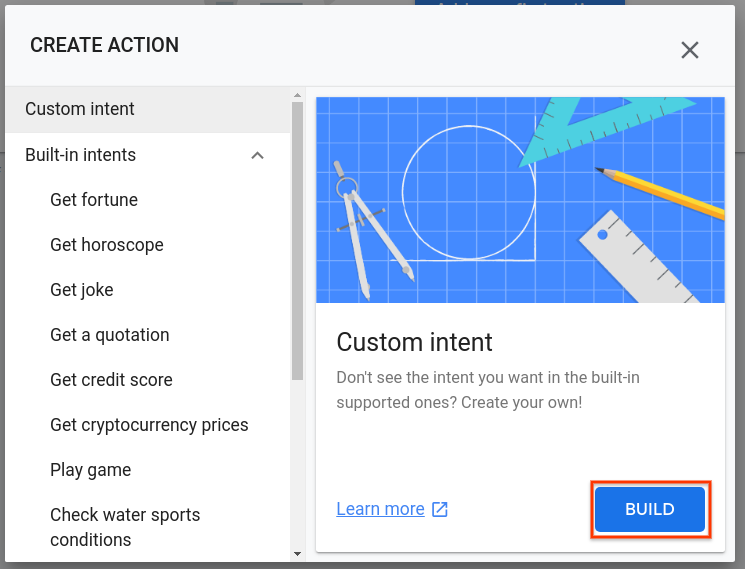 CREATE ACTION
Custom intent
Built-in intents
Get fortune
Get horoscope
Get joke
Get a quotation
Get credit score
Get cryptocurrency prices
Play game
Check water sports
conditions
Custom intent
Don't see the intent you want in the built-in
supported ones? Create your own!
Learn more
BUILD